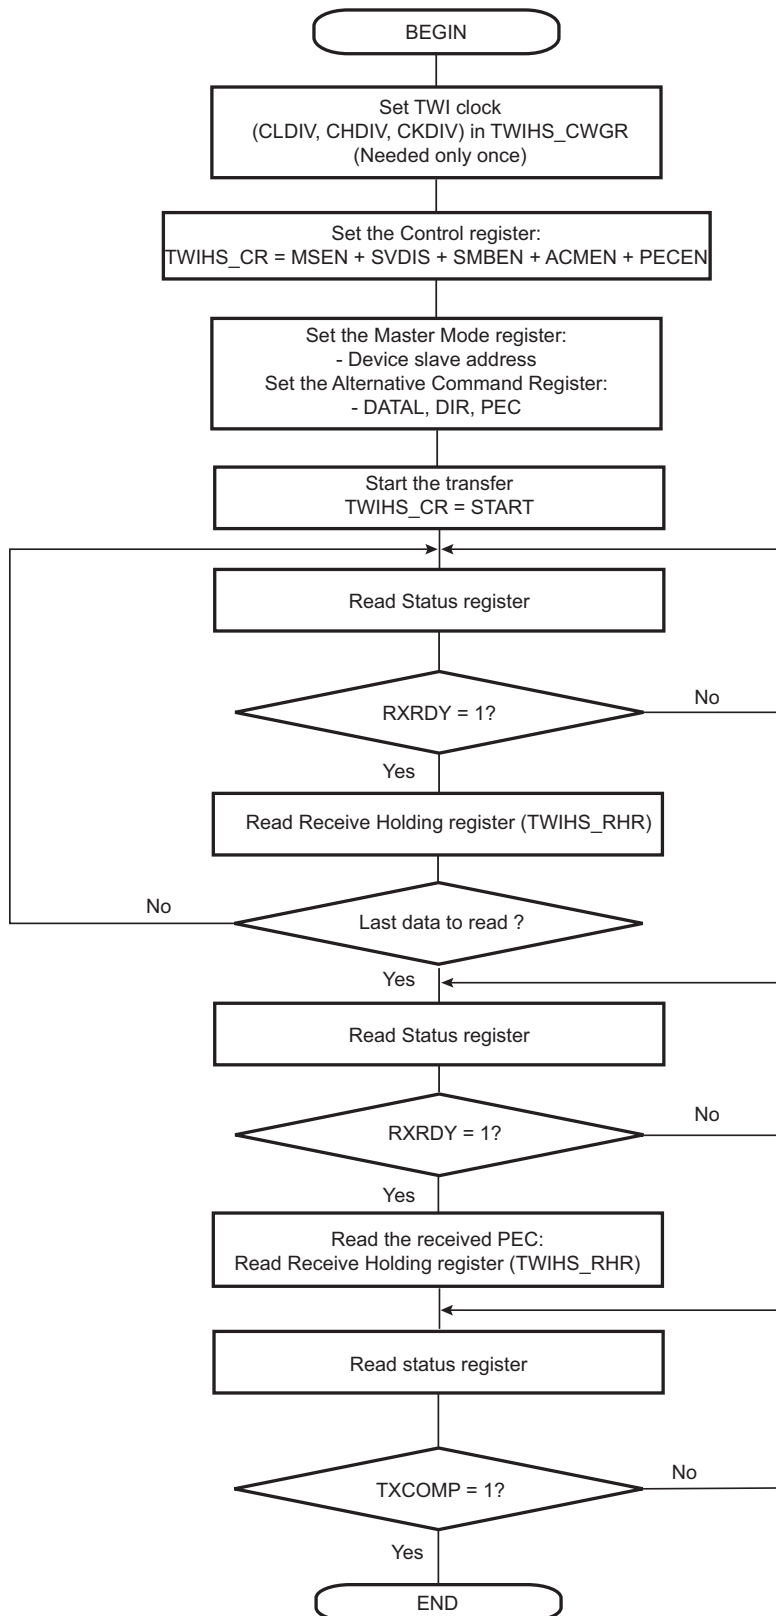 BEGIN
Set TWI clock
(CLDIV, CHDIV, CKDIV) in TWIHS_CWGR
(Needed only once)
Set the Control register:
TWIHS_CR = MSEN + SVDIS + SMBEN + ACMEN + PECEN
Set the Master Mode register:
- Device slave address
Set the Alternative Command Register:
- DATAL, DIR, PEC
Start the transfer
TWIHS_CR = START
Read Status register
RXRDY = 1?
No
Yes
Read Receive Holding register (TWIHS_RHR)
No
Last data to read ?
Yes
Read Status register
RXRDY = 1?
No
Yes
Read the received PEC:
Read Receive Holding register (TWIHS_RHR)
Read status register
TXCOMP = 1?
No
Yes
END